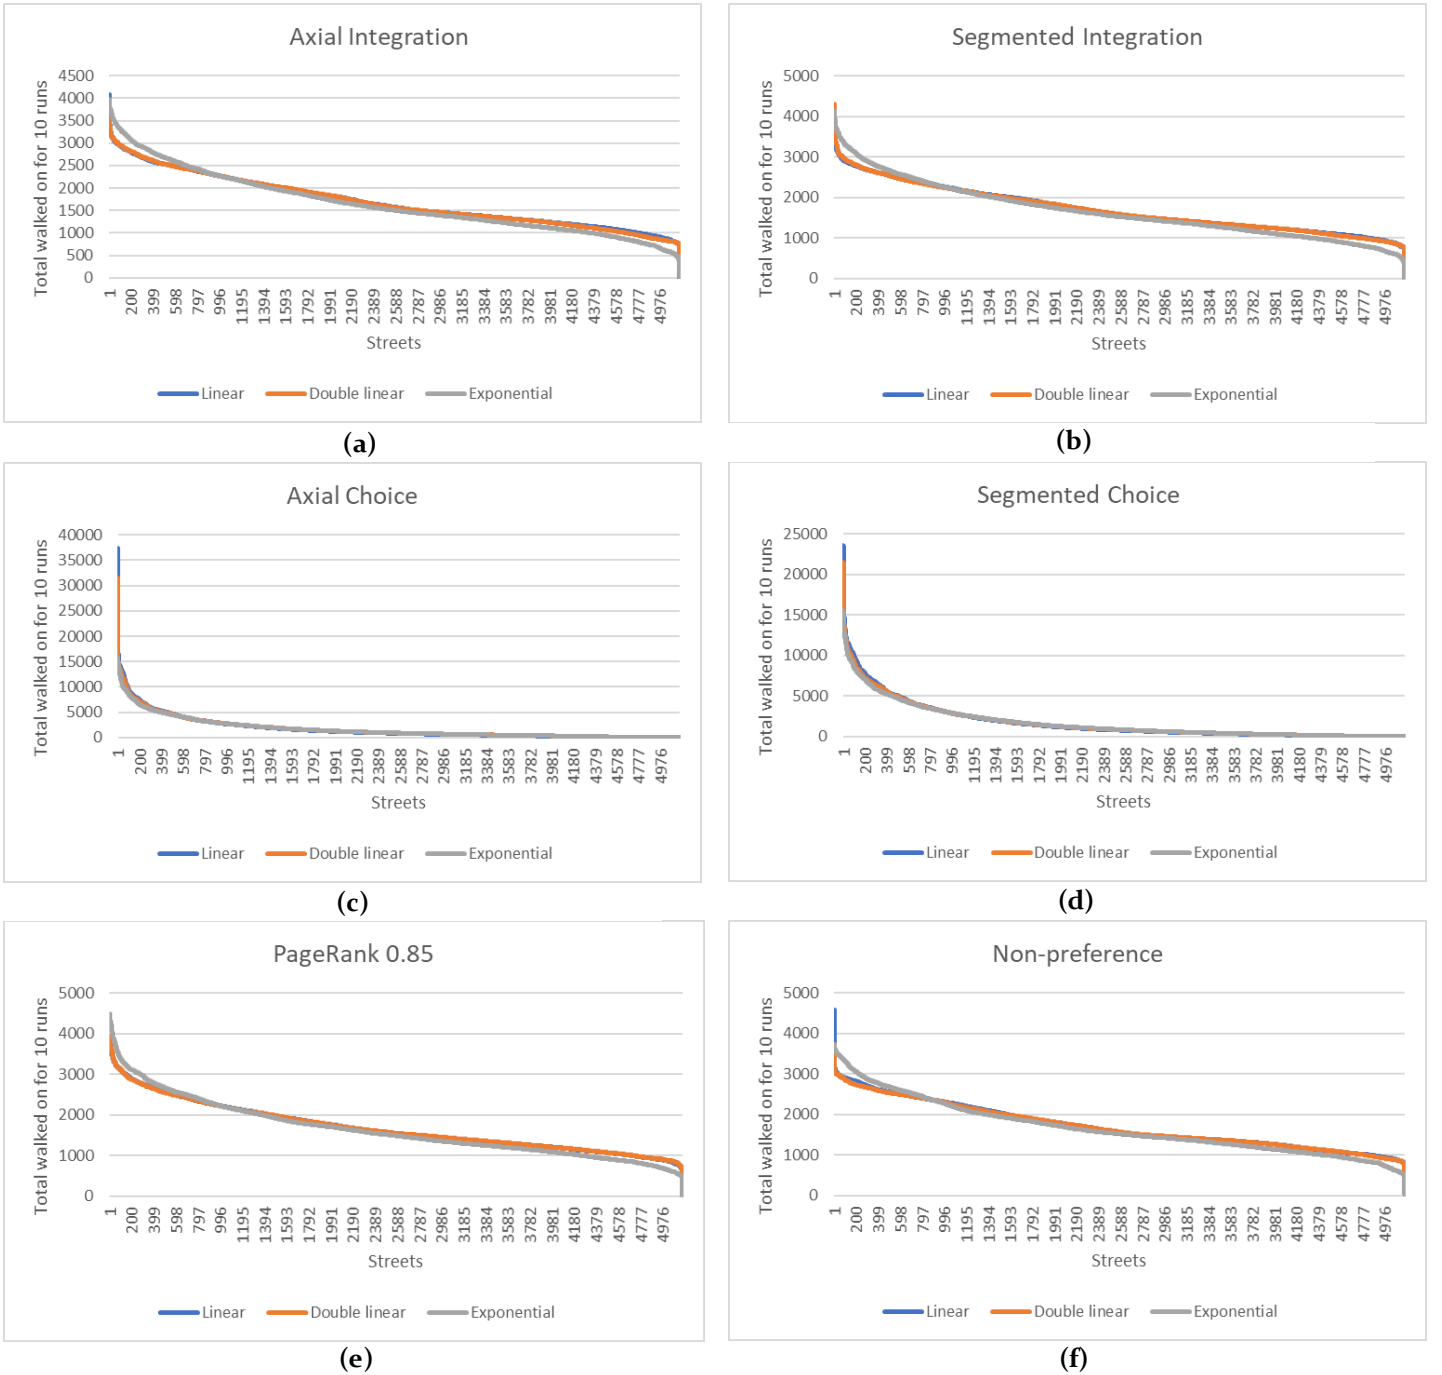 Axial Integration
Total walked on for 10 runs
4500
4000
3500
3000
2500
2000
1500
1000
500
0
1 200 399 598 797 996 1195 1394 1593 1792 1991 2190 2389 2588 2787 2986 3185 3384 3583 3782 3981 4180 4379 4578 4777 4976
Streets
Linear Double linear Exponential
(a)
Segmented Integration
Total walked on for 10 runs
5000
4000
3000
2000
1000
0
1 200 399 598 797 996 1195 1394 1593 1792 1991 2190 2389 2588 2787 2986 3185 3384 3583 3782 3981 4180 4379 4578 4777 4976
Streets
Linear Double linear Exponential
(b)
Axial Choice
Total walked on for 10 runs
40000
35000
30000
25000
20000
15000
10000
5000
0
1 200 399 598 797 996 1195 1394 1593 1792 1991 2190 2389 2588 2787 2986 3185 3384 3583 3782 3981 4180 4379 4578 4777 4976
Streets
Linear Double linear Exponential
(c)
Segmented Choice
Total walked on for 10 runs
25000
20000
15000
10000
5000
0
1 200 399 598 797 996 1195 1394 1593 1792 1991 2190 2389 2588 2787 2986 3185 3384 3583 3782 3981 4180 4379 4578 4777 4976
Streets
Linear Double linear Exponential
(d)
PageRank 0.85
Total walked on for 10 runs
5000
4000
3000
2000
1000
0
1 200 399 598 797 996 1195 1394 1593 1792 1991 2190 2389 2588 2787 2986 3185 3384 3583 3782 3981 4180 4379 4578 4777 4976
Streets
Linear Double linear Exponential
(e)
Non-preference
Total walked on for 10 runs
5000
4000
3000
2000
1000
0
1 200 399 598 797 996 1195 1394 1593 1792 1991 2190 2389 2588 2787 2986 3185 3384 3583 3782 3981 4180 4379 4578 4777 4976
Streets
Linear Double linear Exponential
(f)